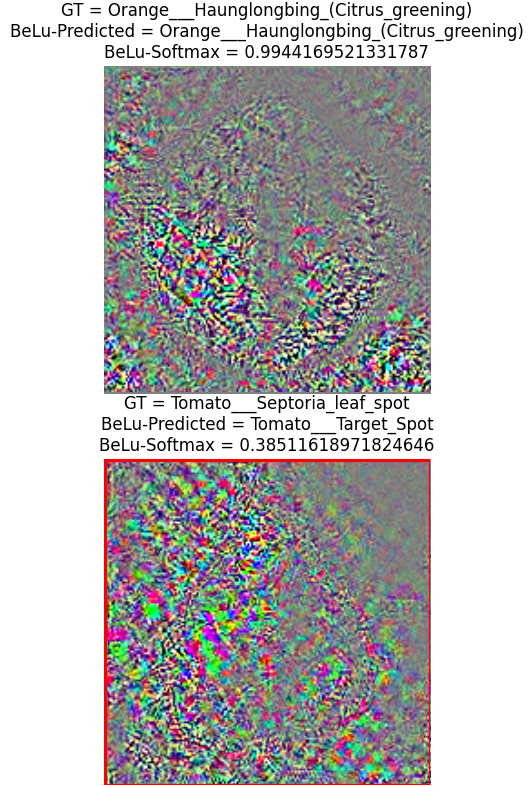 GT = Orange___Haunglongbing_(Citrus_greening)
BeLu-Predicted = Orange___Haunglongbing_(Citrus_greening)
BeLu-Softmax = 0.9944169521331787
GT = Tomato___Septoria_leaf_spot
BeLu-Predicted = Tomato___Target_Spot
BeLu-Softmax = 0.38511618971824646